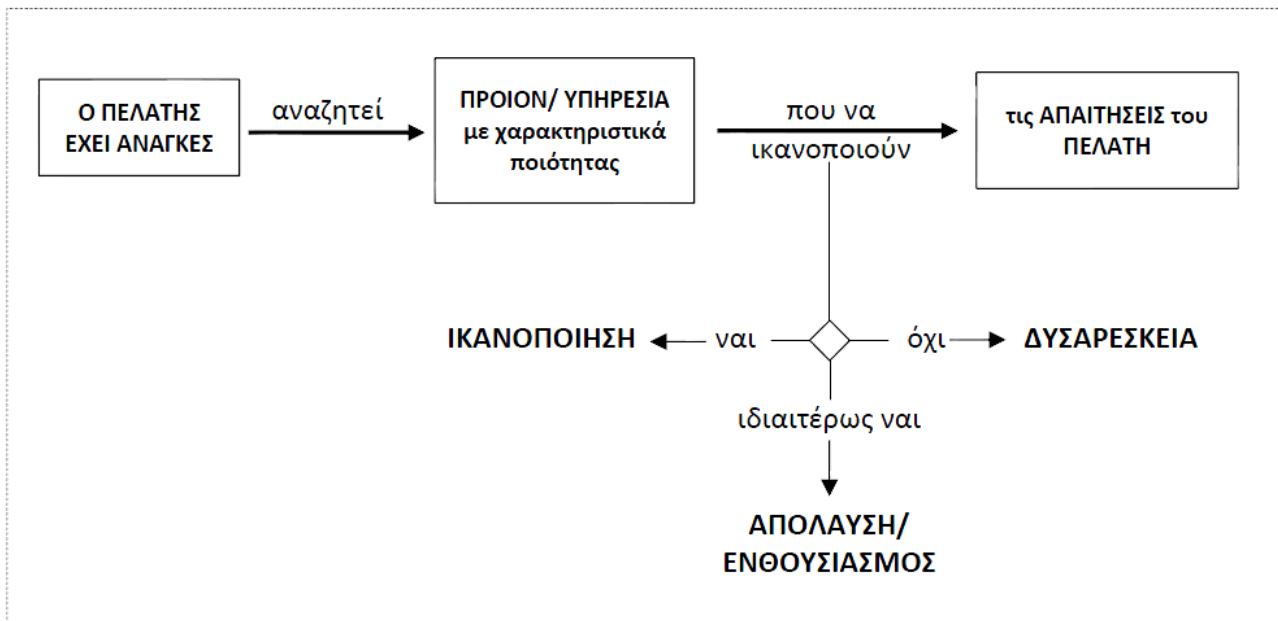 Ο ΠΕΛΑΤΗΣ
ΕΧΕΙ ΑΝΑΓΚΕΣ
αναζητεί
ΠΡΟΙΟΝ/ ΥΠΗΡΕΣΙΑ
με χαρακτηριστικά
ποιότητας
που να
ικανοποιούν
τις ΑΠΑΙΤΗΣΕΙΣ του
ΠΕΛΑΤΗ
ΙΚΑΝΟΠΟΙΗΣΗ
ναι
όχι
ΔΥΣΑΡΕΣΚΕΙΑ
ιδιαιτέρως ναι
ΑΠΟΛΑΥΣΗ/
ΕΝΘΟΥΣΙΑΣΜΟΣ